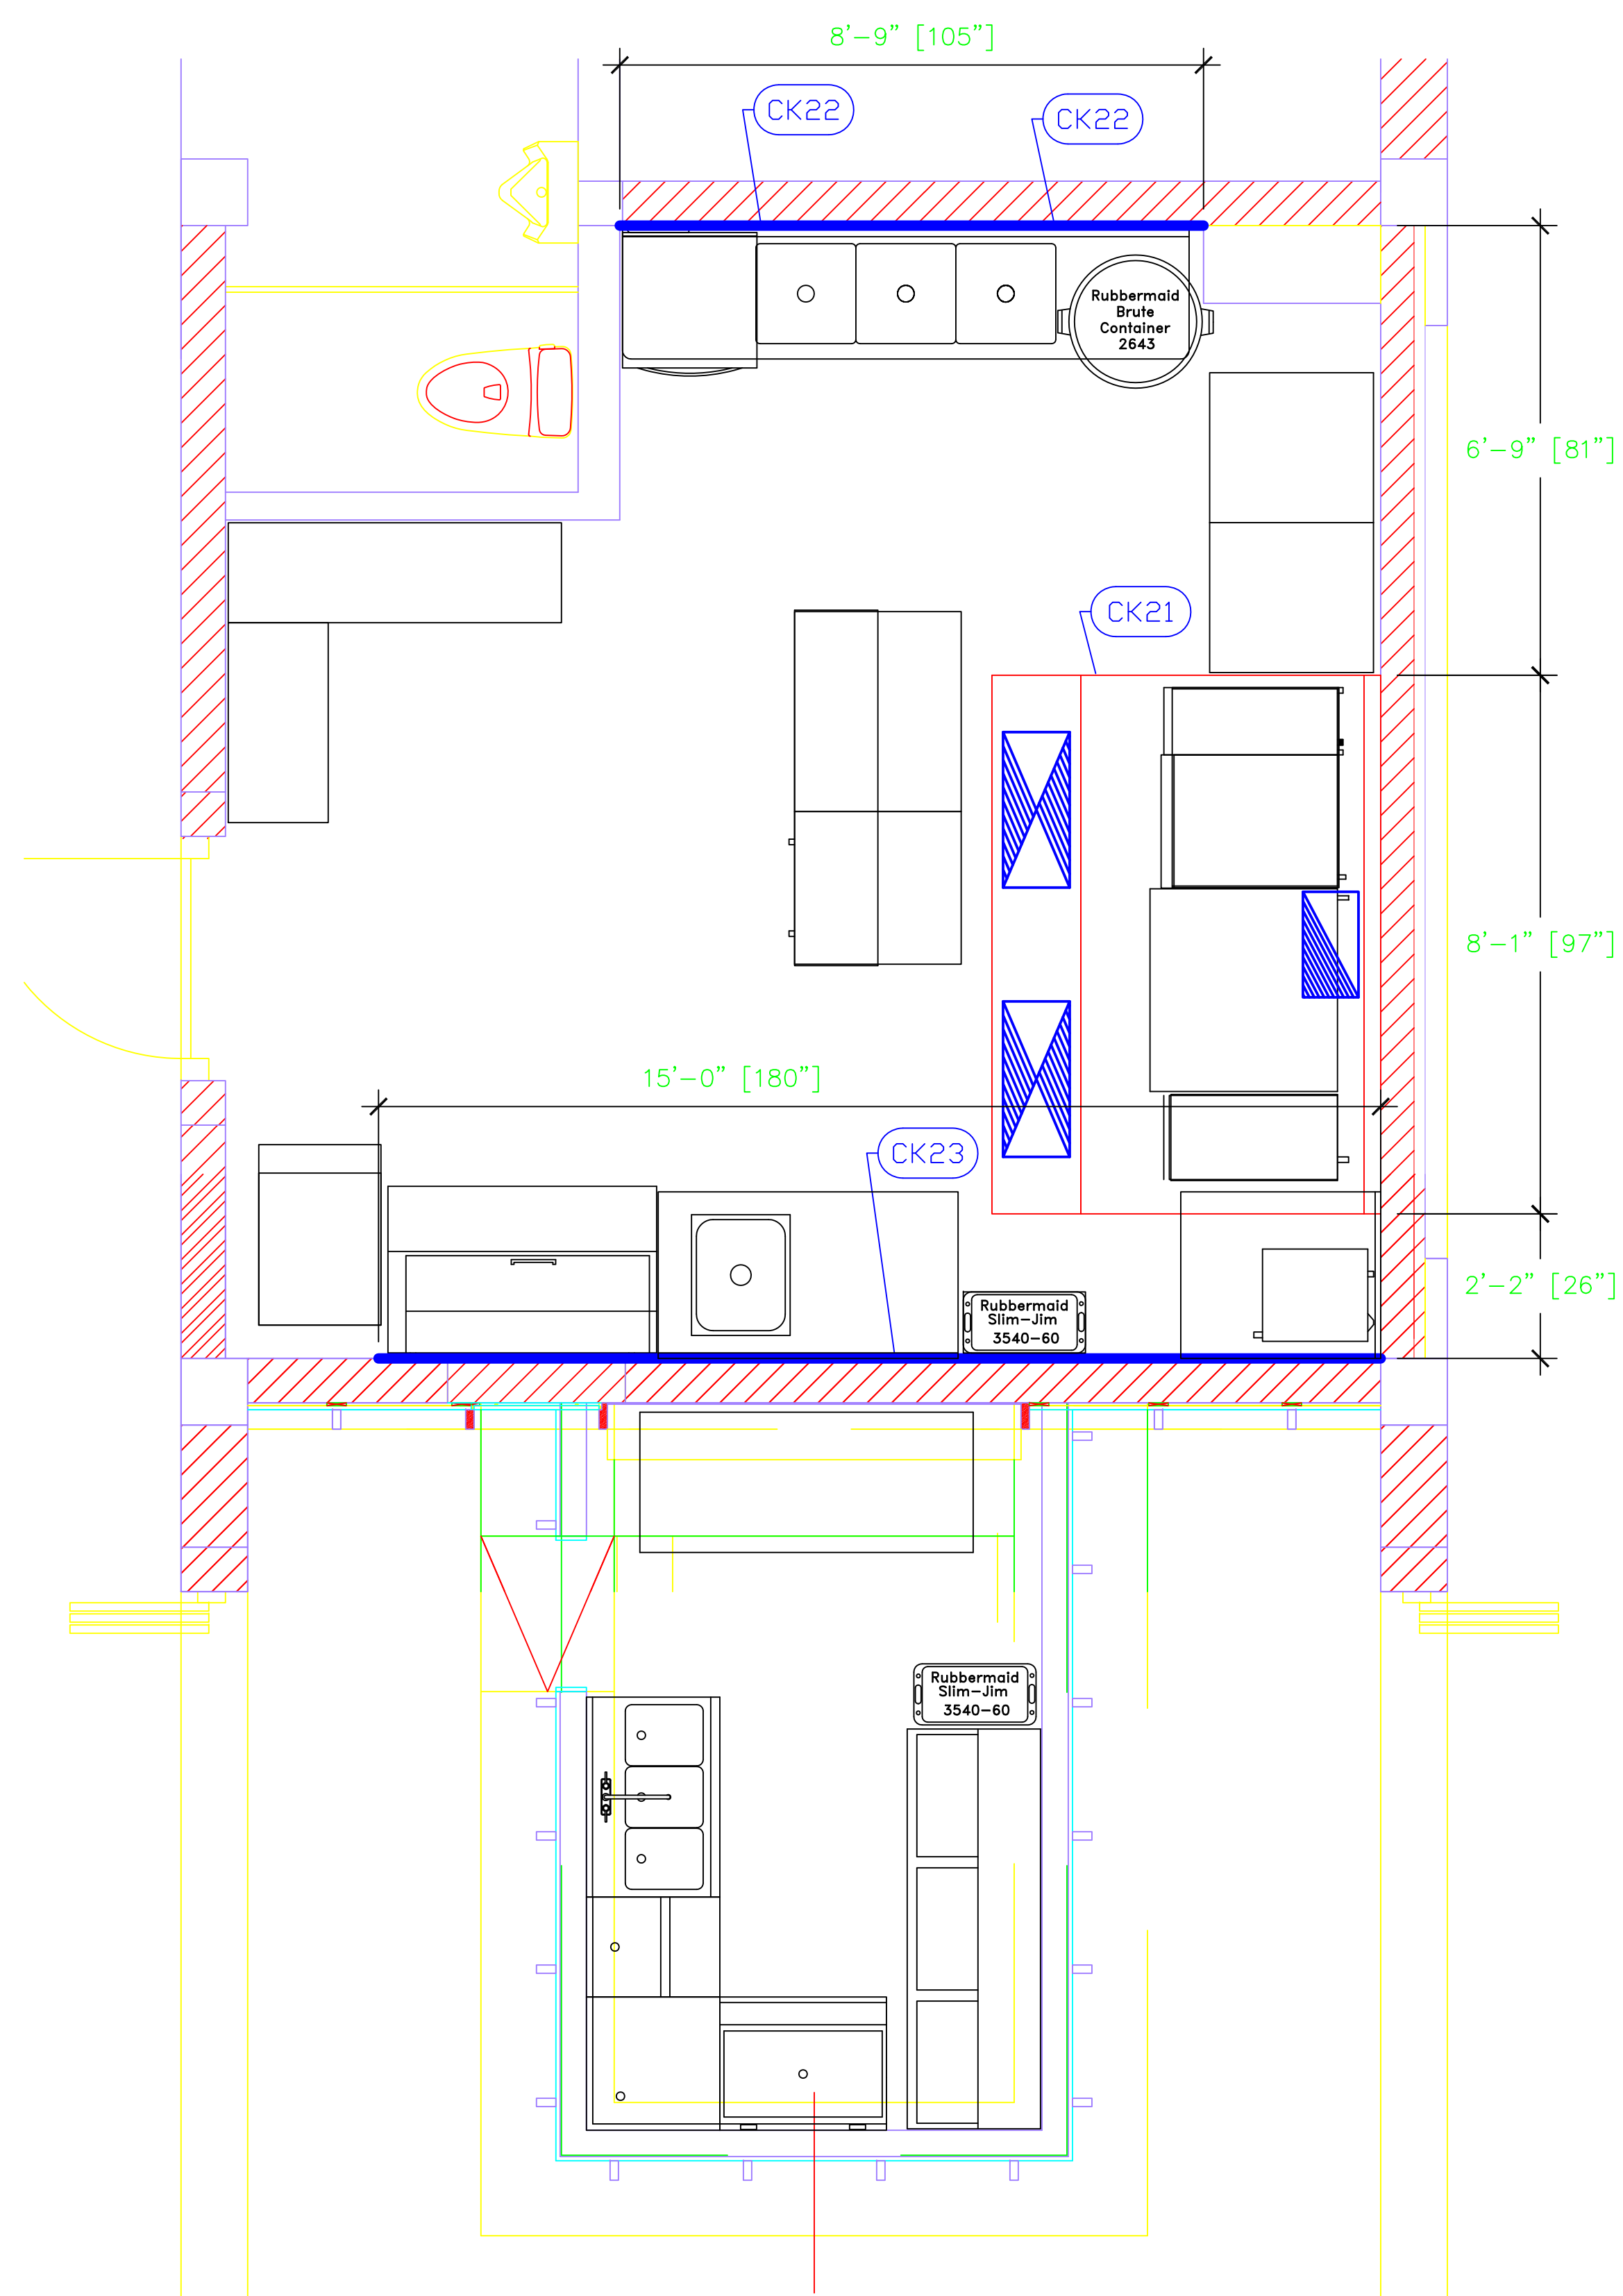 8'-9" [105"]
CK22
CK22
Rubbermaid
Brute
Container
2643
6'-9" [81"]
CK21
8'-1" [97"]
15'-0" [180"]
CK23
2'-2" [26"]
Rubbermaid
Slim-Jim
3540-60
Rubbermaid
Slim-Jim
3540-60